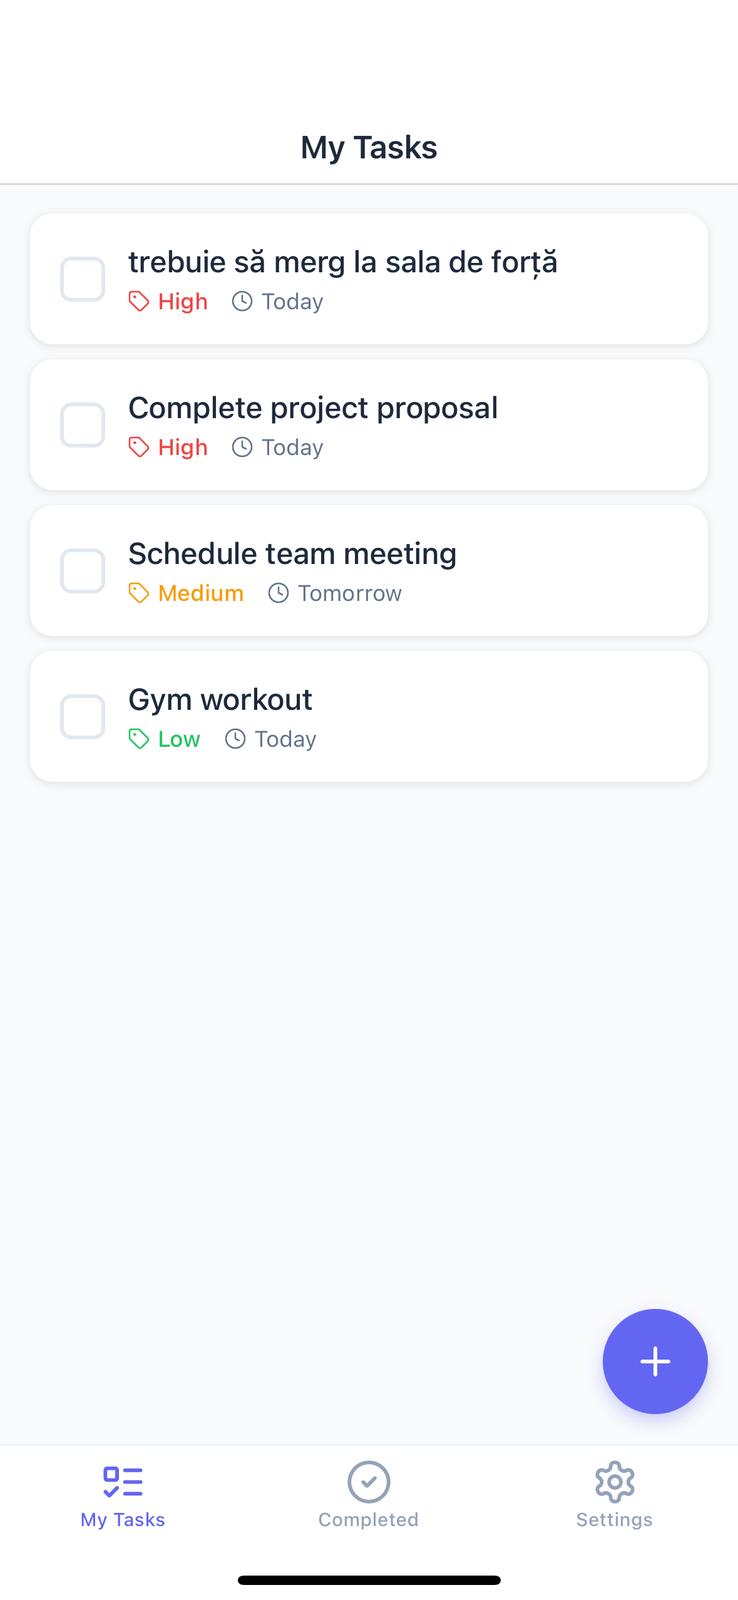 My Tasks
trebuie să merg la sala de forță
High Today
Complete project proposal
High Today
Schedule team meeting
Medium Tomorrow
Gym workout
Low Today
My Tasks Completed Settings